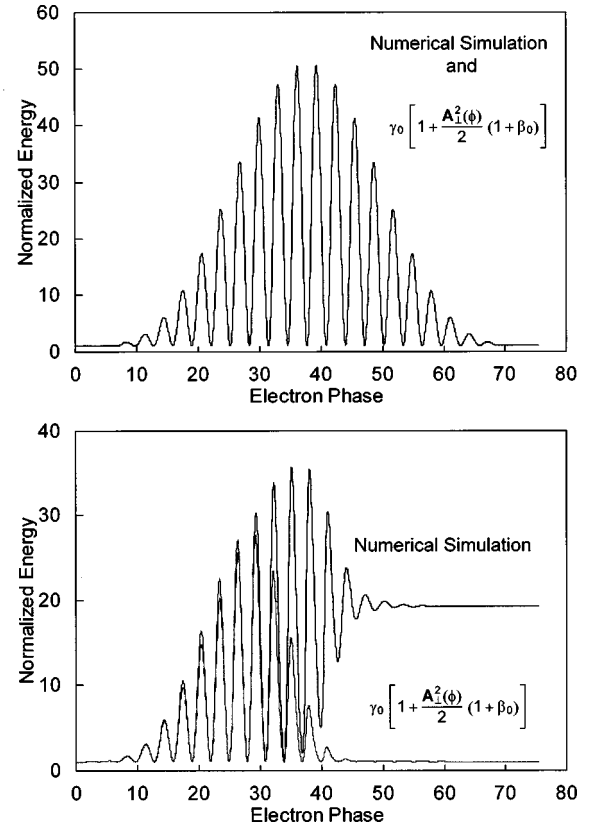 60
50
40
30
20
10
0
Normalized Energy
Numerical Simulation
and
γ₀ [ 1 + A⊥²(ϕ)/2 (1 + β₀) ]
0 10 20 30 40 50 60 70 80
Electron Phase
40
30
20
10
0
Normalized Energy
Numerical Simulation
γ₀ [ 1 + A⊥²(ϕ)/2 (1 + β₀) ]
0 10 20 30 40 50 60 70 80
Electron Phase